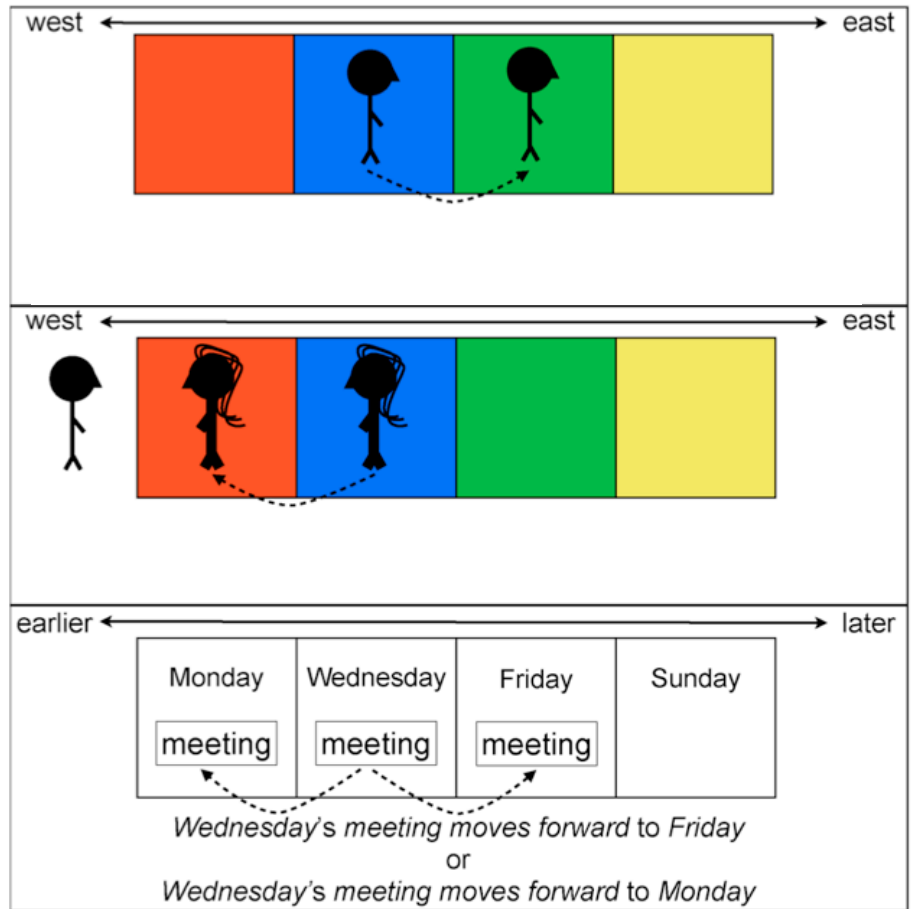 west east
west east
earlier later
Monday Wednesday Friday Sunday
meeting meeting meeting
Wednesday's meeting moves forward to Friday
or
Wednesday's meeting moves forward to Monday